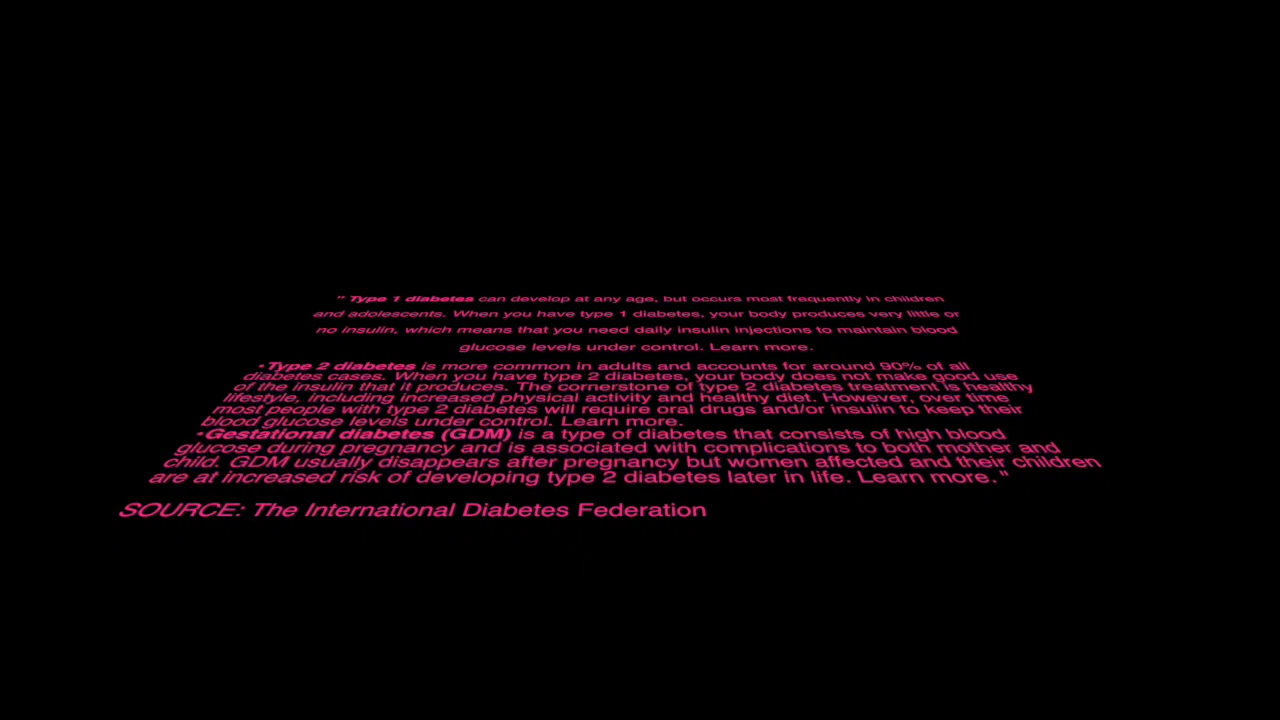 " Type 1 diabetes can develop at any age, but occurs most frequently in children
and adolescents. When you have type 1 diabetes, your body produces very little or
no insulin, which means that you need daily insulin injections to maintain blood
glucose levels under control. Learn more.
•Type 2 diabetes is more common in adults and accounts for around 90% of all
diabetes cases. When you have type 2 diabetes, your body does not make good use
of the insulin that it produces. The cornerstone of type 2 diabetes treatment is healthy
lifestyle, including increased physical activity and healthy diet. However, over time
most people with type 2 diabetes will require oral drugs and/or insulin to keep their
blood glucose levels under control. Learn more.
•Gestational diabetes (GDM) is a type of diabetes that consists of high blood
glucose during pregnancy and is associated with complications to both mother and
child. GDM usually disappears after pregnancy but women affected and their children
are at increased risk of developing type 2 diabetes later in life. Learn more."
SOURCE: The International Diabetes Federation